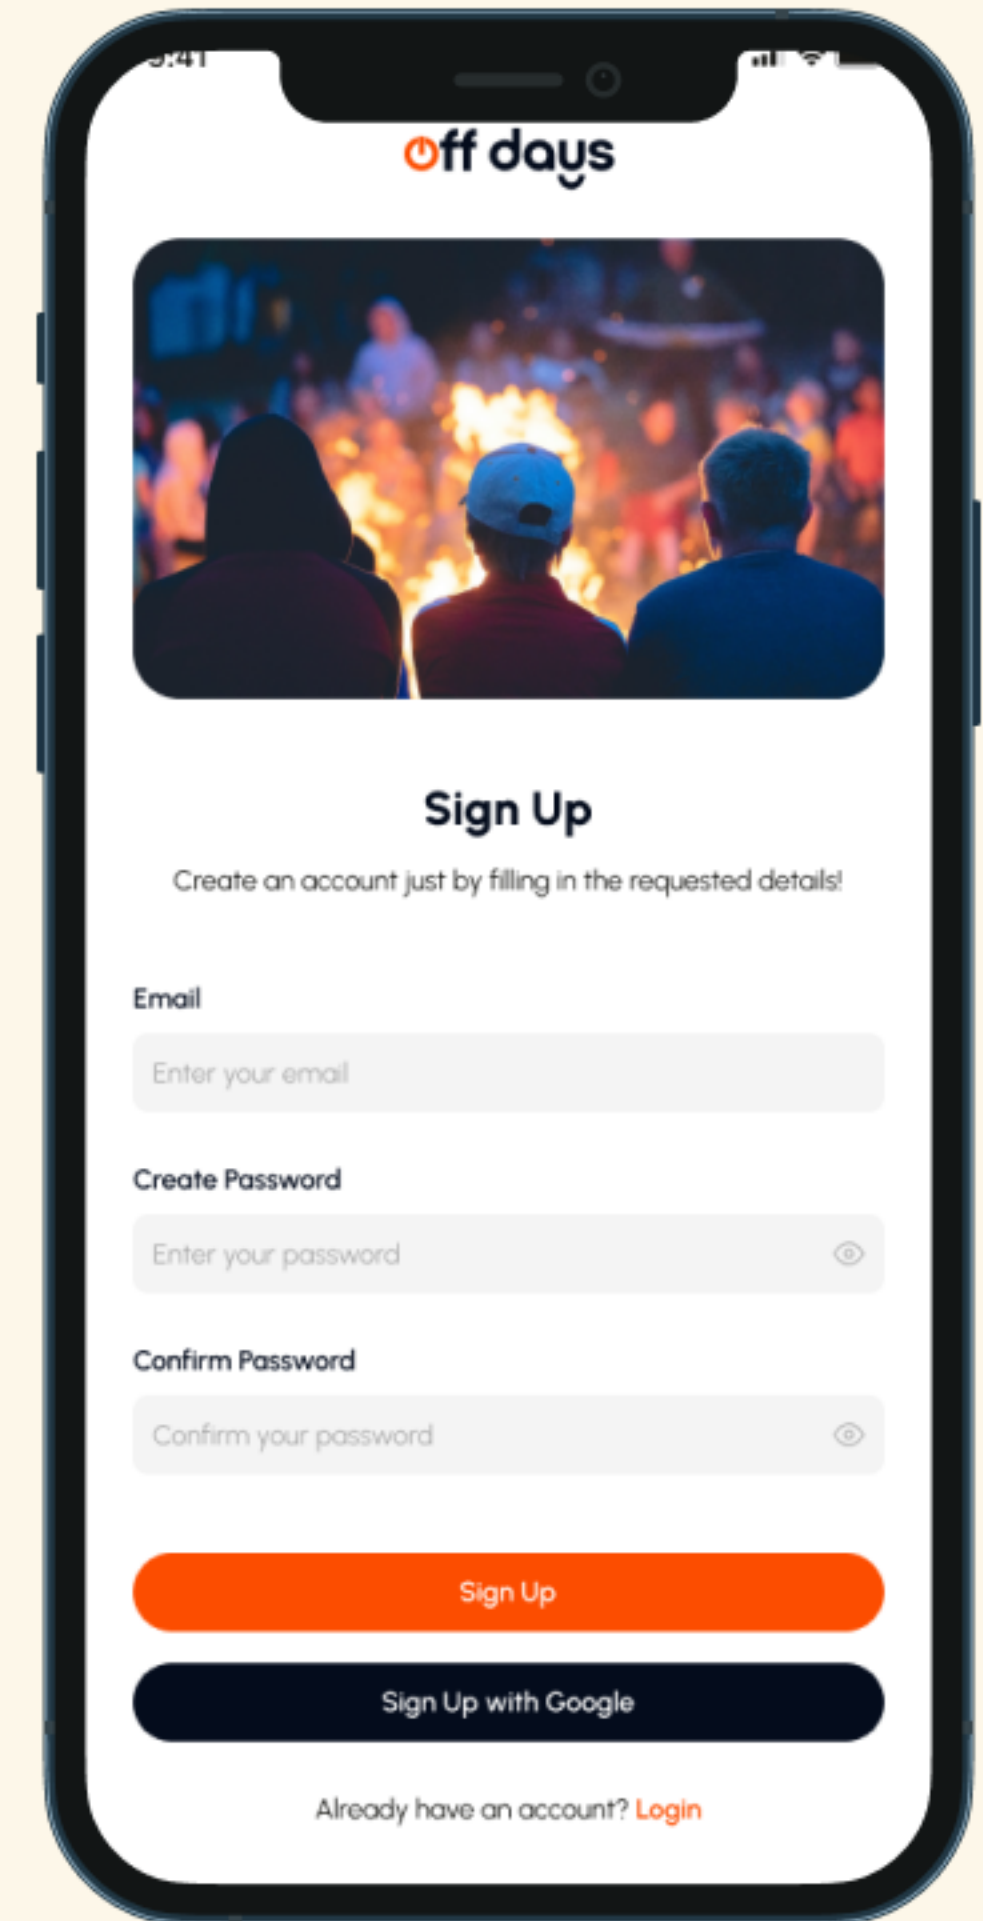 9:41
off days
Sign Up
Create an account just by filling in the requested details!
Email
Enter your email
Create Password
Enter your password
Confirm Password
Confirm your password
Sign Up
Sign Up with Google
Already have an account? Login